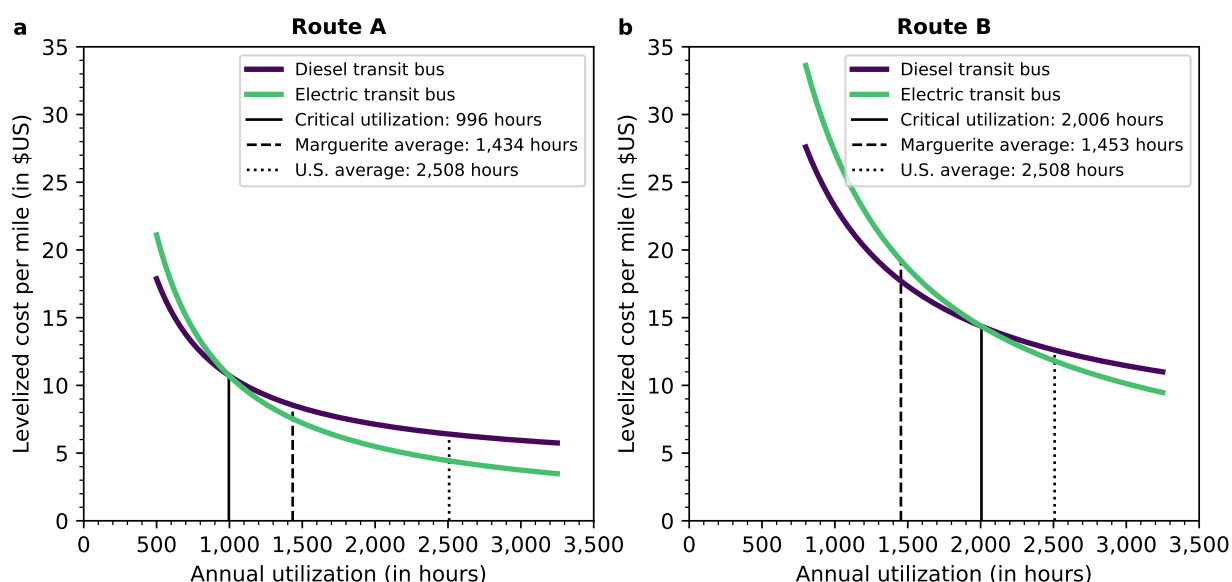 a
Route A
35
30
25
20
15
10
5
0
Levelized cost per mile (in $US)
Diesel transit bus
Electric transit bus
Critical utilization: 996 hours
Marguerite average: 1,434 hours
U.S. average: 2,508 hours
0 500 1,000 1,500 2,000 2,500 3,000 3,500
Annual utilization (in hours)
b
Route B
35
30
25
20
15
10
5
0
Levelized cost per mile (in $US)
Diesel transit bus
Electric transit bus
Critical utilization: 2,006 hours
Marguerite average: 1,453 hours
U.S. average: 2,508 hours
0 500 1,000 1,500 2,000 2,500 3,000 3,500
Annual utilization (in hours)